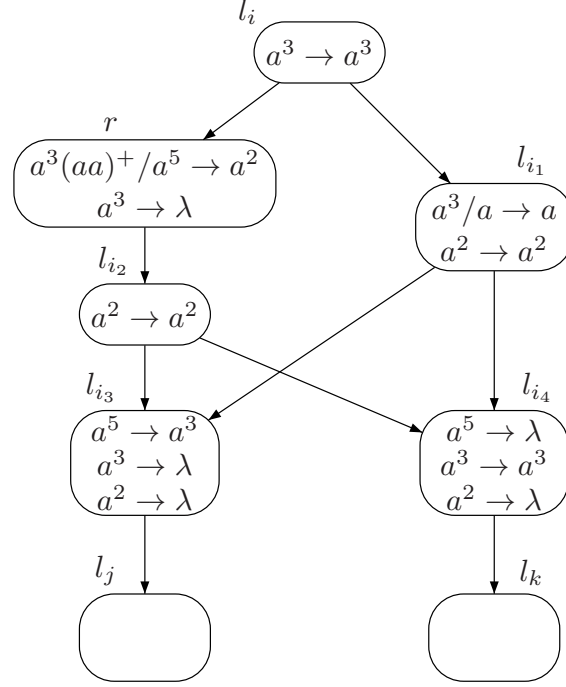 l_i
a^3 → a^3
r
a^3(aa)^+/a^5 → a^2
a^3 → λ
l_{i_1}
a^3/a → a
a^2 → a^2
l_{i_2}
a^2 → a^2
l_{i_3}
a^5 → a^3
a^3 → λ
a^2 → λ
l_{i_4}
a^5 → λ
a^3 → a^3
a^2 → λ
l_j
l_k